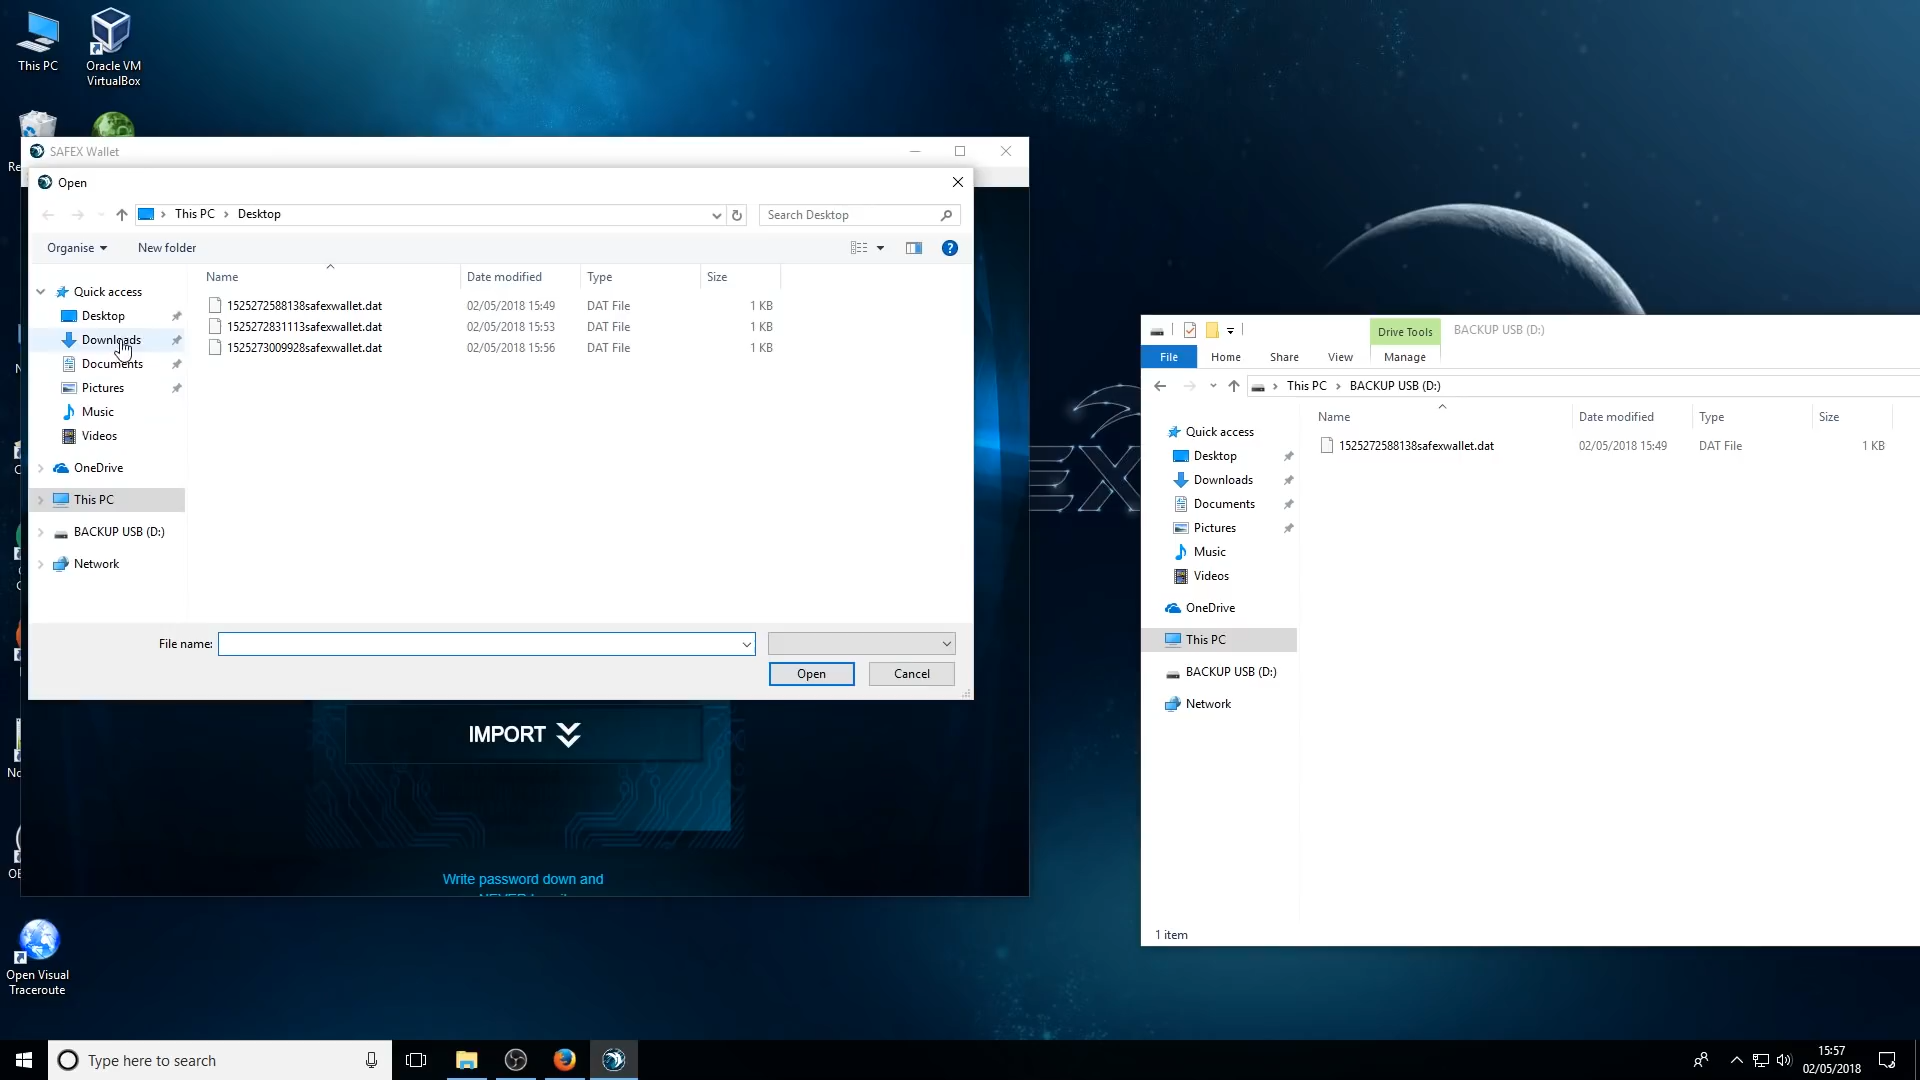 This PC
Oracle VM
VirtualBox
Re
SAFEX Wallet
Open
This PC > Desktop
Search Desktop
Organise
New folder
Name
Date modified
Type
Size
Quick access
Desktop
Downloads
Documents
Pictures
Music
Videos
OneDrive
This PC
BACKUP USB (D:)
Network
1525272588138safexwallet.dat 02/05/2018 15:49 DAT File 1 KB
1525272831113safexwallet.dat 02/05/2018 15:53 DAT File 1 KB
1525273009928safexwallet.dat 02/05/2018 15:56 DAT File 1 KB
File name:
Open
Cancel
IMPORT
Write password down and
EX
Drive Tools
BACKUP USB (D:)
File
Home
Share
View
Manage
This PC > BACKUP USB (D:)
Name
Date modified
Type
Size
Quick access
Desktop
Downloads
Documents
Pictures
Music
Videos
OneDrive
This PC
BACKUP USB (D:)
Network
1525272588138safexwallet.dat 02/05/2018 15:49 DAT File 1 KB
1 item
Open Visual
Traceroute
Type here to search
15:57
02/05/2018